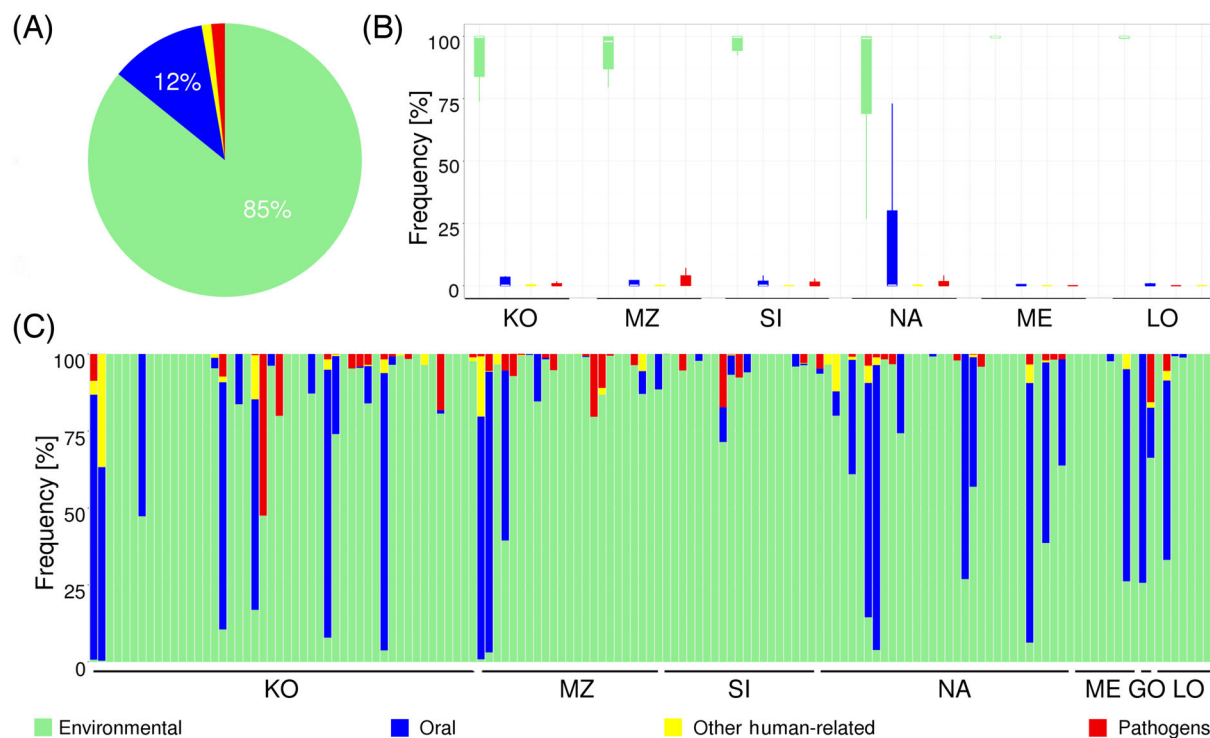 (A)
12%
85%
(B)
Frequency [%]
100
75
50
25
0
KO MZ SI NA ME LO
(C)
Frequency [%]
100
75
50
25
0
KO MZ SI NA ME GO LO
Environmental Oral Other human-related Pathogens